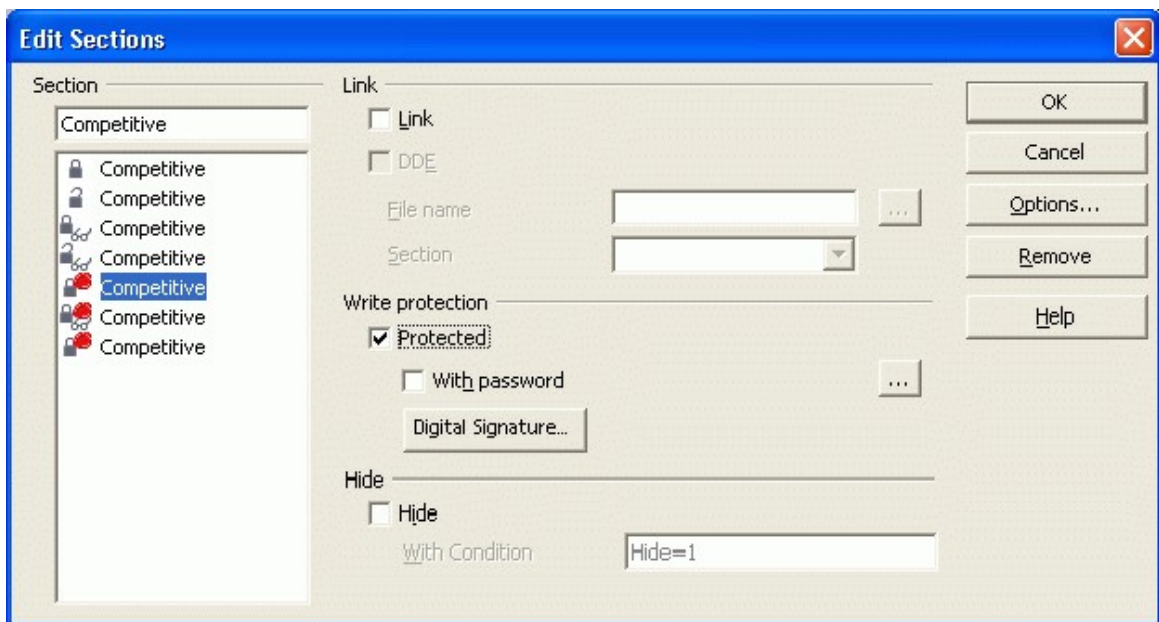 Edit Sections
Section
Competitive
Competitive
Competitive
Competitive
Competitive
Competitive
Competitive
Competitive
Link
Link
DDE
File name
...
Section
Write protection
Protected
With password
...
Digital Signature...
Hide
Hide
With Condition
Hide=1
OK
Cancel
Options...
Remove
Help